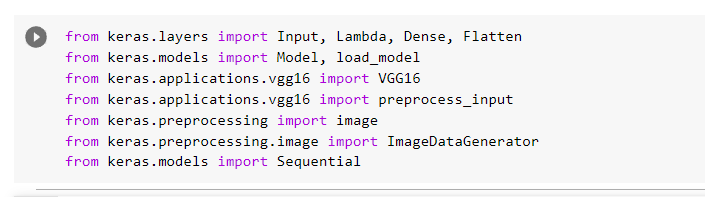 from keras.layers import Input, Lambda, Dense, Flatten
from keras.models import Model, load_model
from keras.applications.vgg16 import VGG16
from keras.applications.vgg16 import preprocess_input
from keras.preprocessing import image
from keras.preprocessing.image import ImageDataGenerator
from keras.models import Sequential